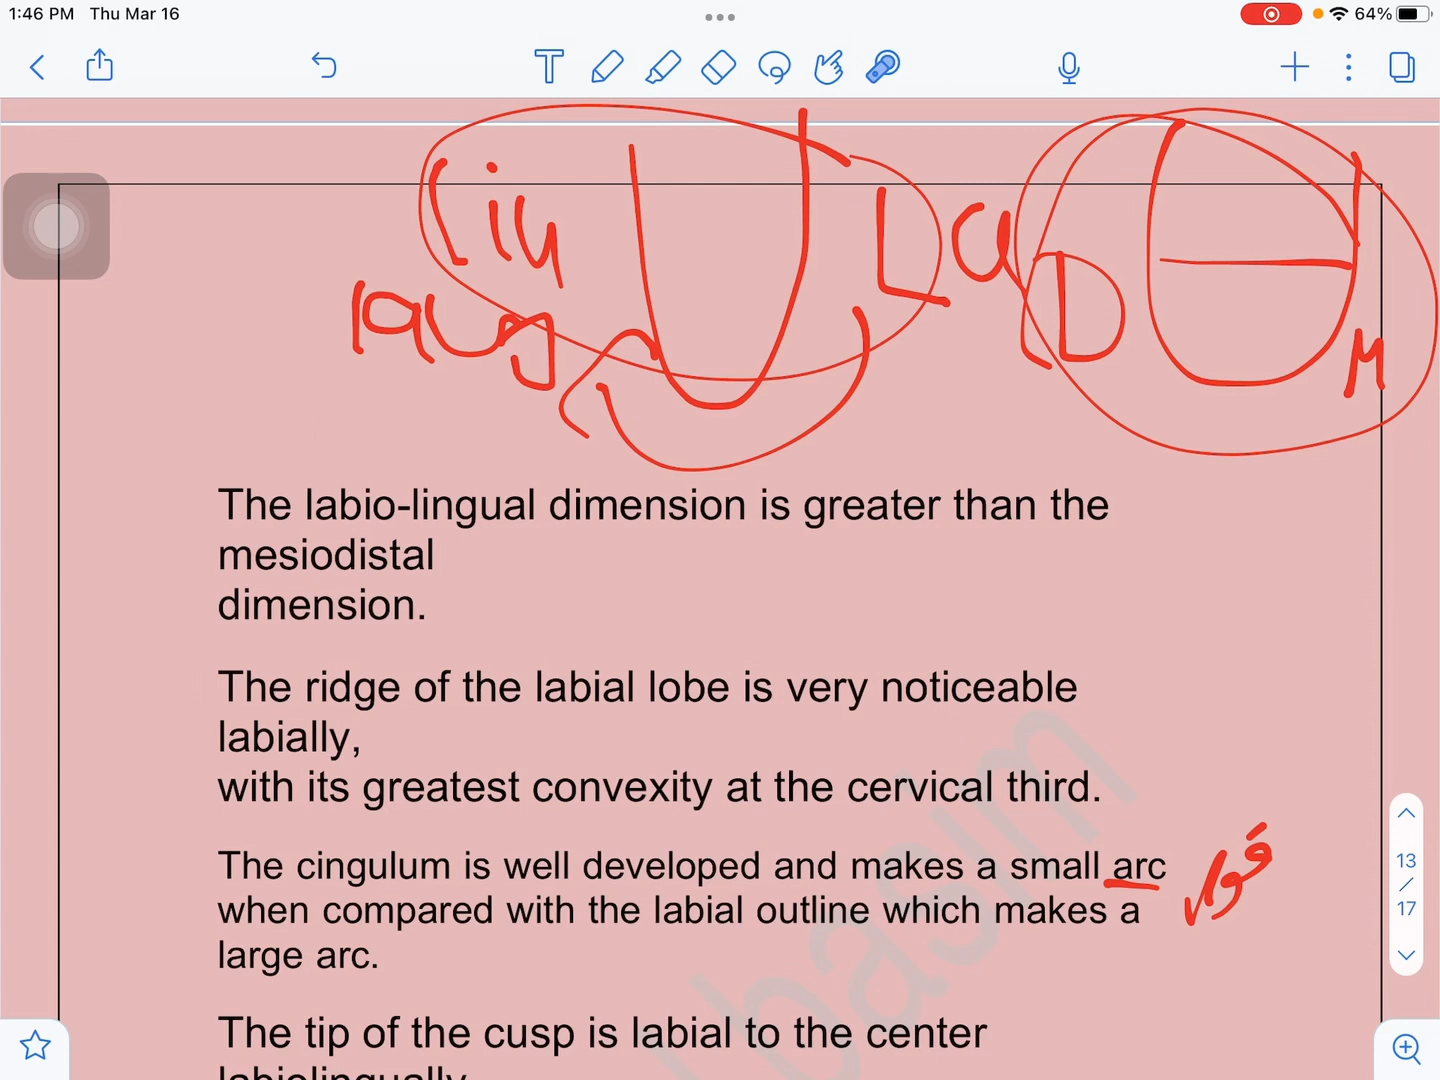 1:46 PM Thu Mar 16
64%
La
D
M
The labio-lingual dimension is greater than the
mesiodistal
dimension.
The ridge of the labial lobe is very noticeable
labially,
with its greatest convexity at the cervical third.
The cingulum is well developed and makes a small arc
when compared with the labial outline which makes a
large arc.
13
/
17
The tip of the cusp is labial to the center
labiolingually
basim